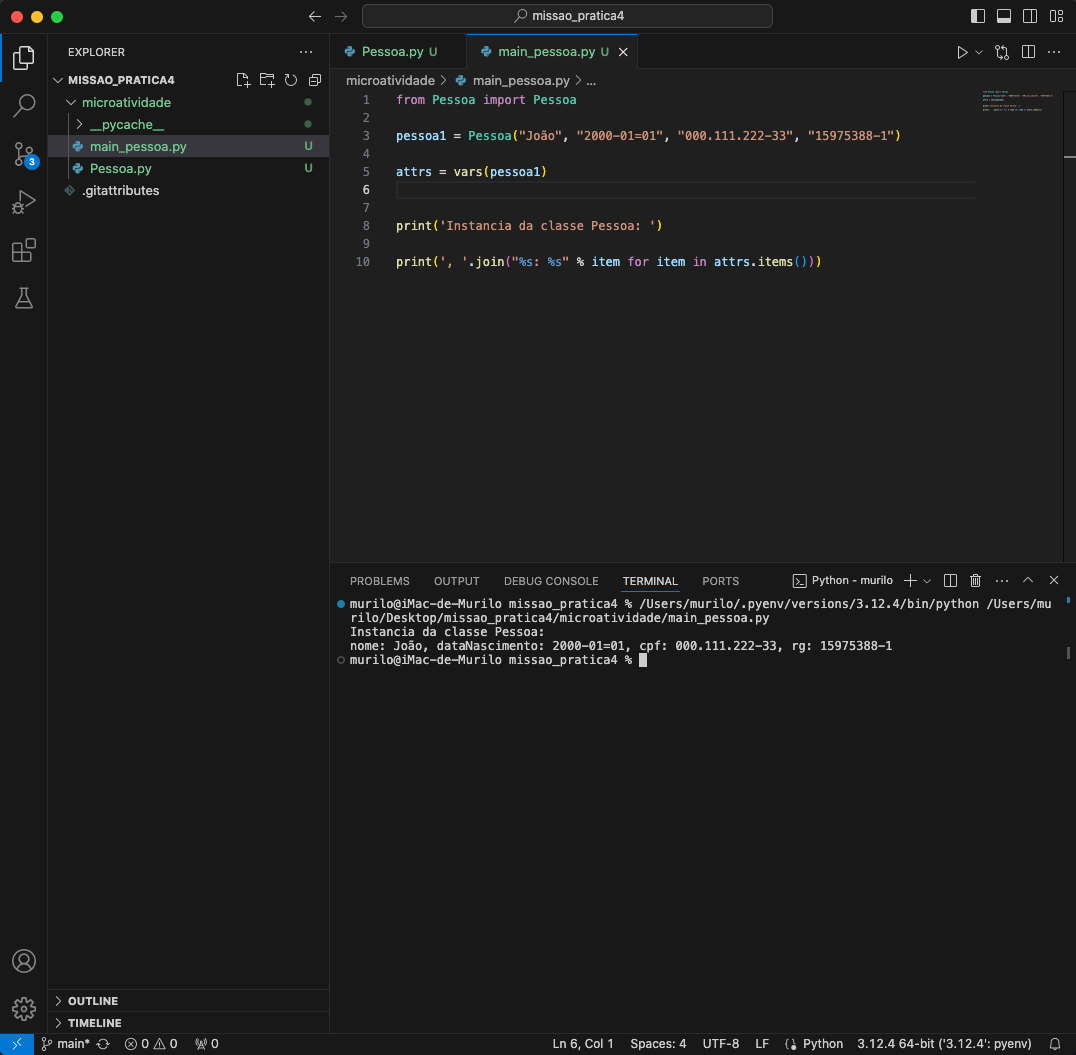 missao_pratica4
EXPLORER
MISSAO_PRATICA4
microatividade
__pycache__
main_pessoa.py U
Pessoa.py U
.gitattributes
3
OUTLINE
TIMELINE
Pessoa.py U
main_pessoa.py U
microatividade > main_pessoa.py > ...
1 from Pessoa import Pessoa
2
3 pessoa1 = Pessoa("João", "2000-01=01", "000.111.222-33", "15975388-1")
4
5 attrs = vars(pessoa1)
6
7
8 print('Instancia da classe Pessoa: ')
9
10 print(', '.join("%s: %s" % item for item in attrs.items()))
PROBLEMS OUTPUT DEBUG CONSOLE TERMINAL PORTS Python - murilo
murilo@iMac-de-Murilo missao_pratica4 % /Users/murilo/.pyenv/versions/3.12.4/bin/python /Users/mu
rilo/Desktop/missao_pratica4/microatividade/main_pessoa.py
Instancia da classe Pessoa:
nome: João, dataNascimento: 2000-01=01, cpf: 000.111.222-33, rg: 15975388-1
murilo@iMac-de-Murilo missao_pratica4 %
main* 0 0 0 Ln 6, Col 1 Spaces: 4 UTF-8 LF Python 3.12.4 64-bit ('3.12.4': pyenv)